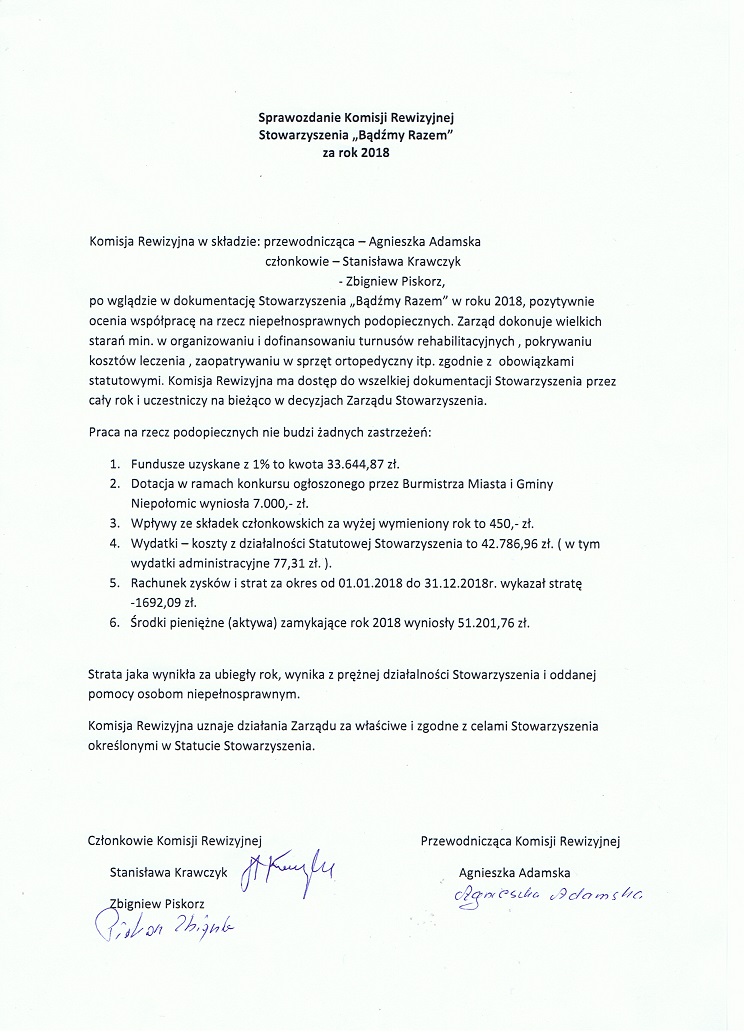 Sprawozdanie Komisji Rewizyjnej
Stowarzyszenia „Bądźmy Razem”
za rok 2018
Komisja Rewizyjna w składzie: przewodnicząca – Agnieszka Adamska
członkowie – Stanisława Krawczyk
- Zbigniew Piskorz,
po wglądzie w dokumentację Stowarzyszenia „Bądźmy Razem” w roku 2018, pozytywnie
ocenia współpracę na rzecz niepełnosprawnych podopiecznych. Zarząd dokonuje wielkich
starań min. w organizowaniu i dofinansowaniu turnusów rehabilitacyjnych , pokrywaniu
kosztów leczenia , zaopatrywaniu w sprzęt ortopedyczny itp. zgodnie z obowiązkami
statutowymi. Komisja Rewizyjna ma dostęp do wszelkiej dokumentacji Stowarzyszenia przez
cały rok i uczestniczy na bieżąco w decyzjach Zarządu Stowarzyszenia.
Praca na rzecz podopiecznych nie budzi żadnych zastrzeżeń:
1. Fundusze uzyskane z 1% to kwota 33.644,87 zł.
2. Dotacja w ramach konkursu ogłoszonego przez Burmistrza Miasta i Gminy
Niepołomic wyniosła 7.000,- zł.
3. Wpływy ze składek członkowskich za wyżej wymieniony rok to 450,- zł.
4. Wydatki – koszty z działalności Statutowej Stowarzyszenia to 42.786,96 zł. ( w tym
wydatki administracyjne 77,31 zł. ).
5. Rachunek zysków i strat za okres od 01.01.2018 do 31.12.2018r. wykazał stratę
-1692,09 zł.
6. Środki pieniężne (aktywa) zamykające rok 2018 wyniosły 51.201,76 zł.
Strata jaka wynikła za ubiegły rok, wynika z prężnej działalności Stowarzyszenia i oddanej
pomocy osobom niepełnosprawnym.
Komisja Rewizyjna uznaje działania Zarządu za właściwe i zgodne z celami Stowarzyszenia
określonymi w Statucie Stowarzyszenia.
Członkowie Komisji Rewizyjnej
Przewodnicząca Komisji Rewizyjnej
Stanisława Krawczyk
Agnieszka Adamska
Agnieszka Adamska
Zbigniew Piskorz